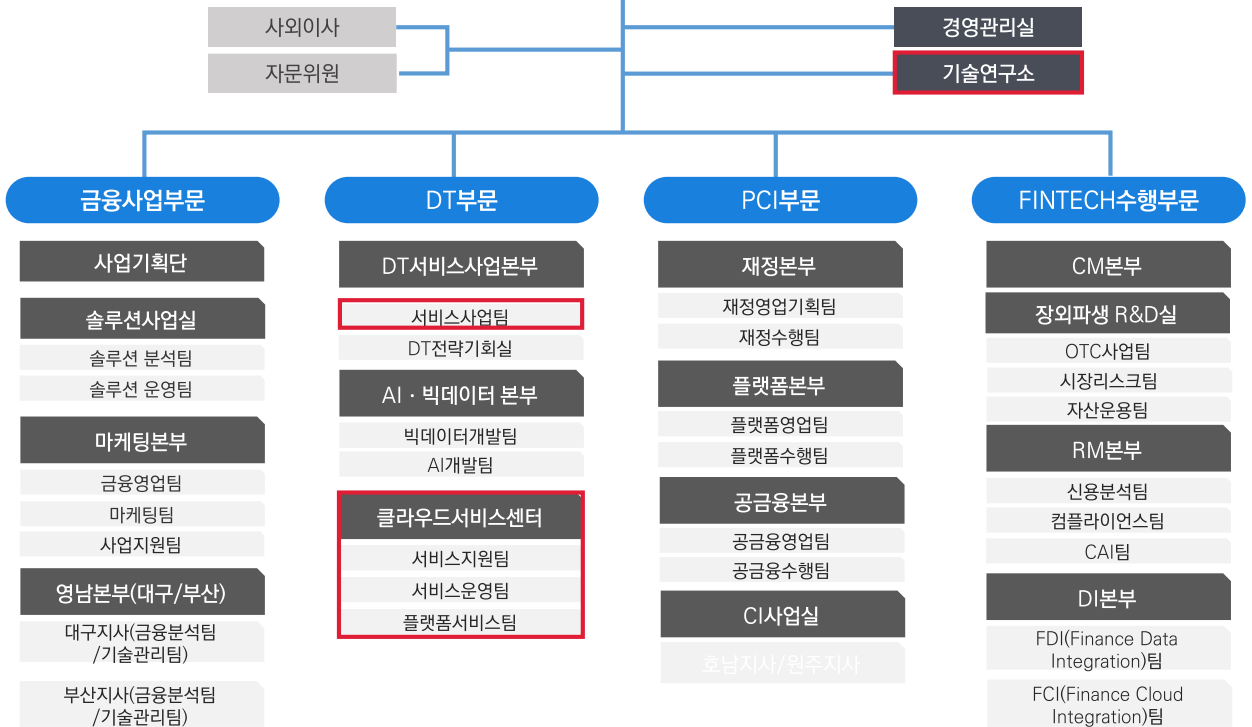 사외이사
자문위원
경영관리실
기술연구소
금융사업부문
사업기획단
솔루션사업실
솔루션 분석팀
솔루션 운영팀
마케팅본부
금융영업팀
마케팅팀
사업지원팀
영남본부(대구/부산)
대구지사(금융분석팀
/기술관리팀)
부산지사(금융분석팀
/기술관리팀)
DT부문
DT서비스사업본부
서비스사업팀
DT전략기회실
AI · 빅데이터 본부
빅데이터개발팀
AI개발팀
클라우드서비스센터
서비스지원팀
서비스운영팀
플랫폼서비스팀
PCI부문
재정본부
재정영업기획팀
재정수행팀
플랫폼본부
플랫폼영업팀
플랫폼수행팀
공금융본부
공금융영업팀
공금융수행팀
CI사업실
호남지사/원주지사
FINTECH수행부문
CM본부
장외파생 R&D실
OTC사업팀
시장리스크팀
자산운용팀
RM본부
신용분석팀
컴플라이언스팀
CAI팀
DI본부
FDI(Finance Data
Integration)팀
FCI(Finance Cloud
Integration)팀